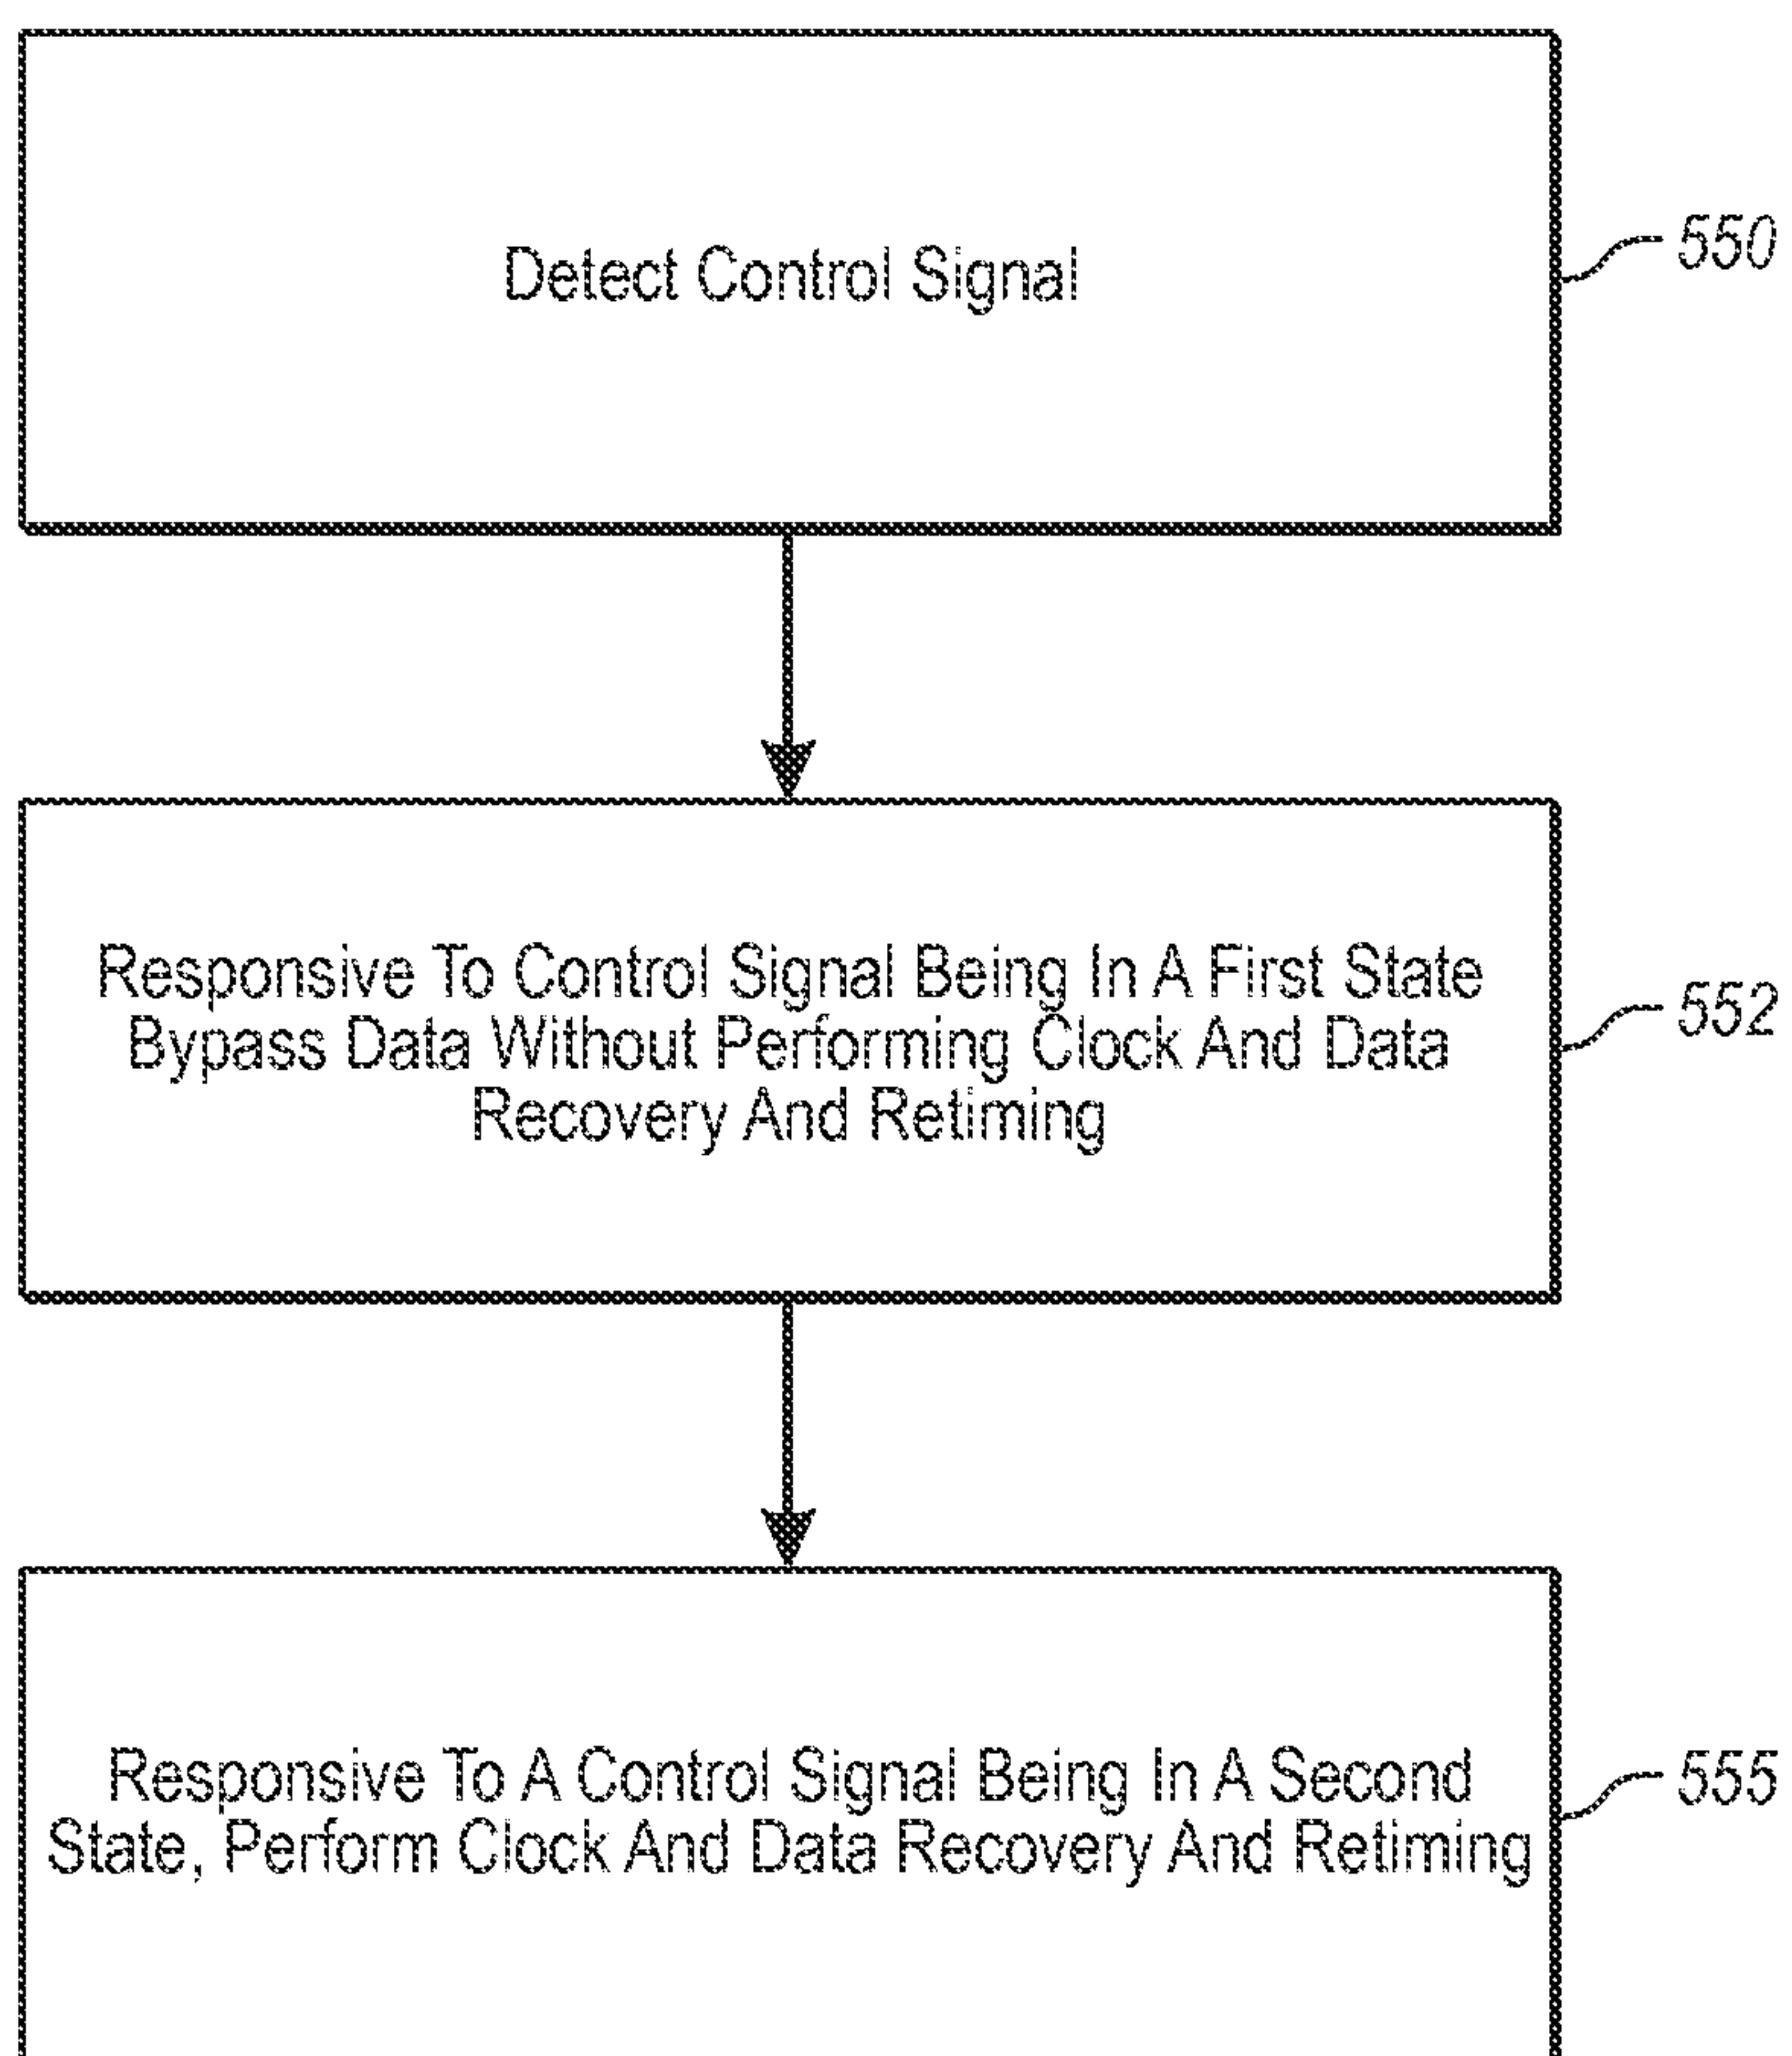 Detect Control Signal
550
Responsive To Control Signal Being In A First State
Bypass Data Without Performing Clock And Data
Recovery And Retiming
552
Responsive To A Control Signal Being In A Second
State, Perform Clock And Data Recovery And Retiming
555